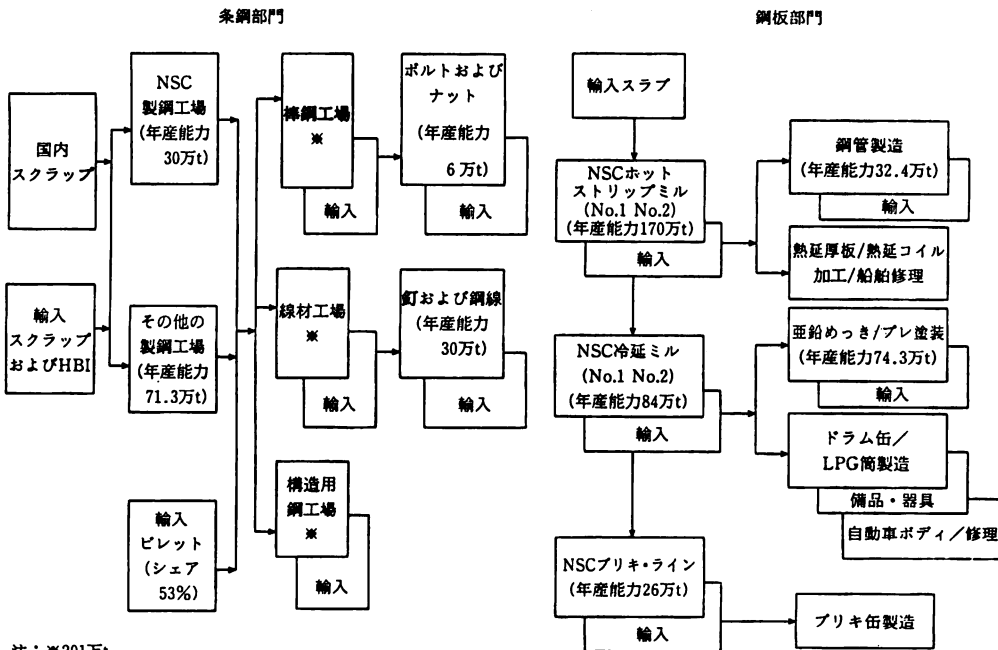 条鋼部門
国内
スクラップ
輸入
スクラップ
およびHBI
NSC
製鋼工場
(年産能力
30万t)
その他の
製鋼工場
(年産能力
71.3万t)
輸入
ビレット
(シェア
53%)
棒鋼工場
※
輸入
線材工場
※
輸入
構造用
鋼工場
※
輸入
ボルトおよび
ナット
(年産能力
6万t)
釘および鋼線
(年産能力
30万t)
鋼板部門
輸入スラブ
NSCホット
ストリップミル
(No.1 No.2)
(年産能力170万t)
輸入
NSC冷延ミル
(No.1 No.2)
(年産能力84万t)
輸入
NSCブリキ・ライン
(年産能力26万t)
輸入
鋼管製造
(年産能力32.4万t)
輸入
熱延厚板/熱延コイル
加工/船舶修理
亜鉛めっき/プレ塗装
(年産能力74.3万t)
輸入
ドラム缶/
LPG筒製造
備品・器具
自動車ボディ/修理
ブリキ缶製造
注:※201万t